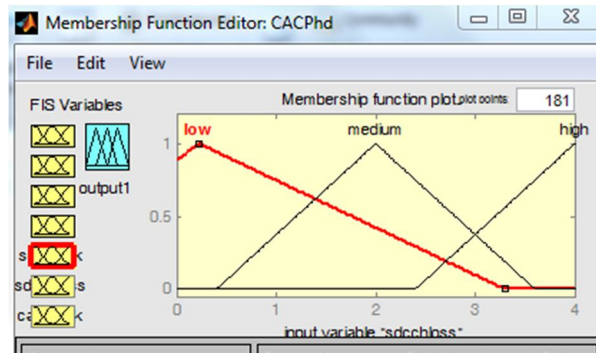 Membership Function Editor: CACPhd
File Edit View
FIS Variables
Membership function plots plot points: 181
output1
low medium high
1
0.5
0
0 1 2 3 4
input variable "sdcchloss"